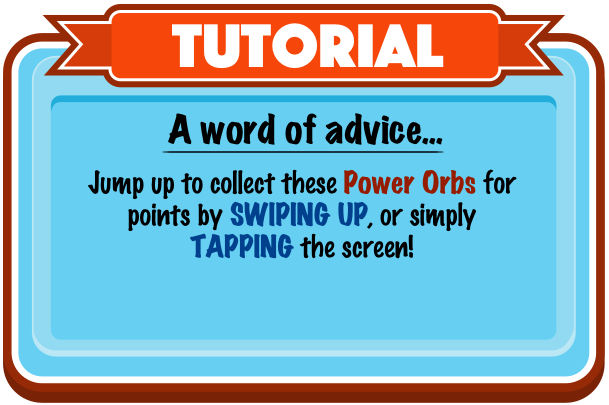 TUTORIAL
A word of advice...
Jump up to collect these Power Orbs for
points by SWIPING UP, or simply
TAPPING the screen!